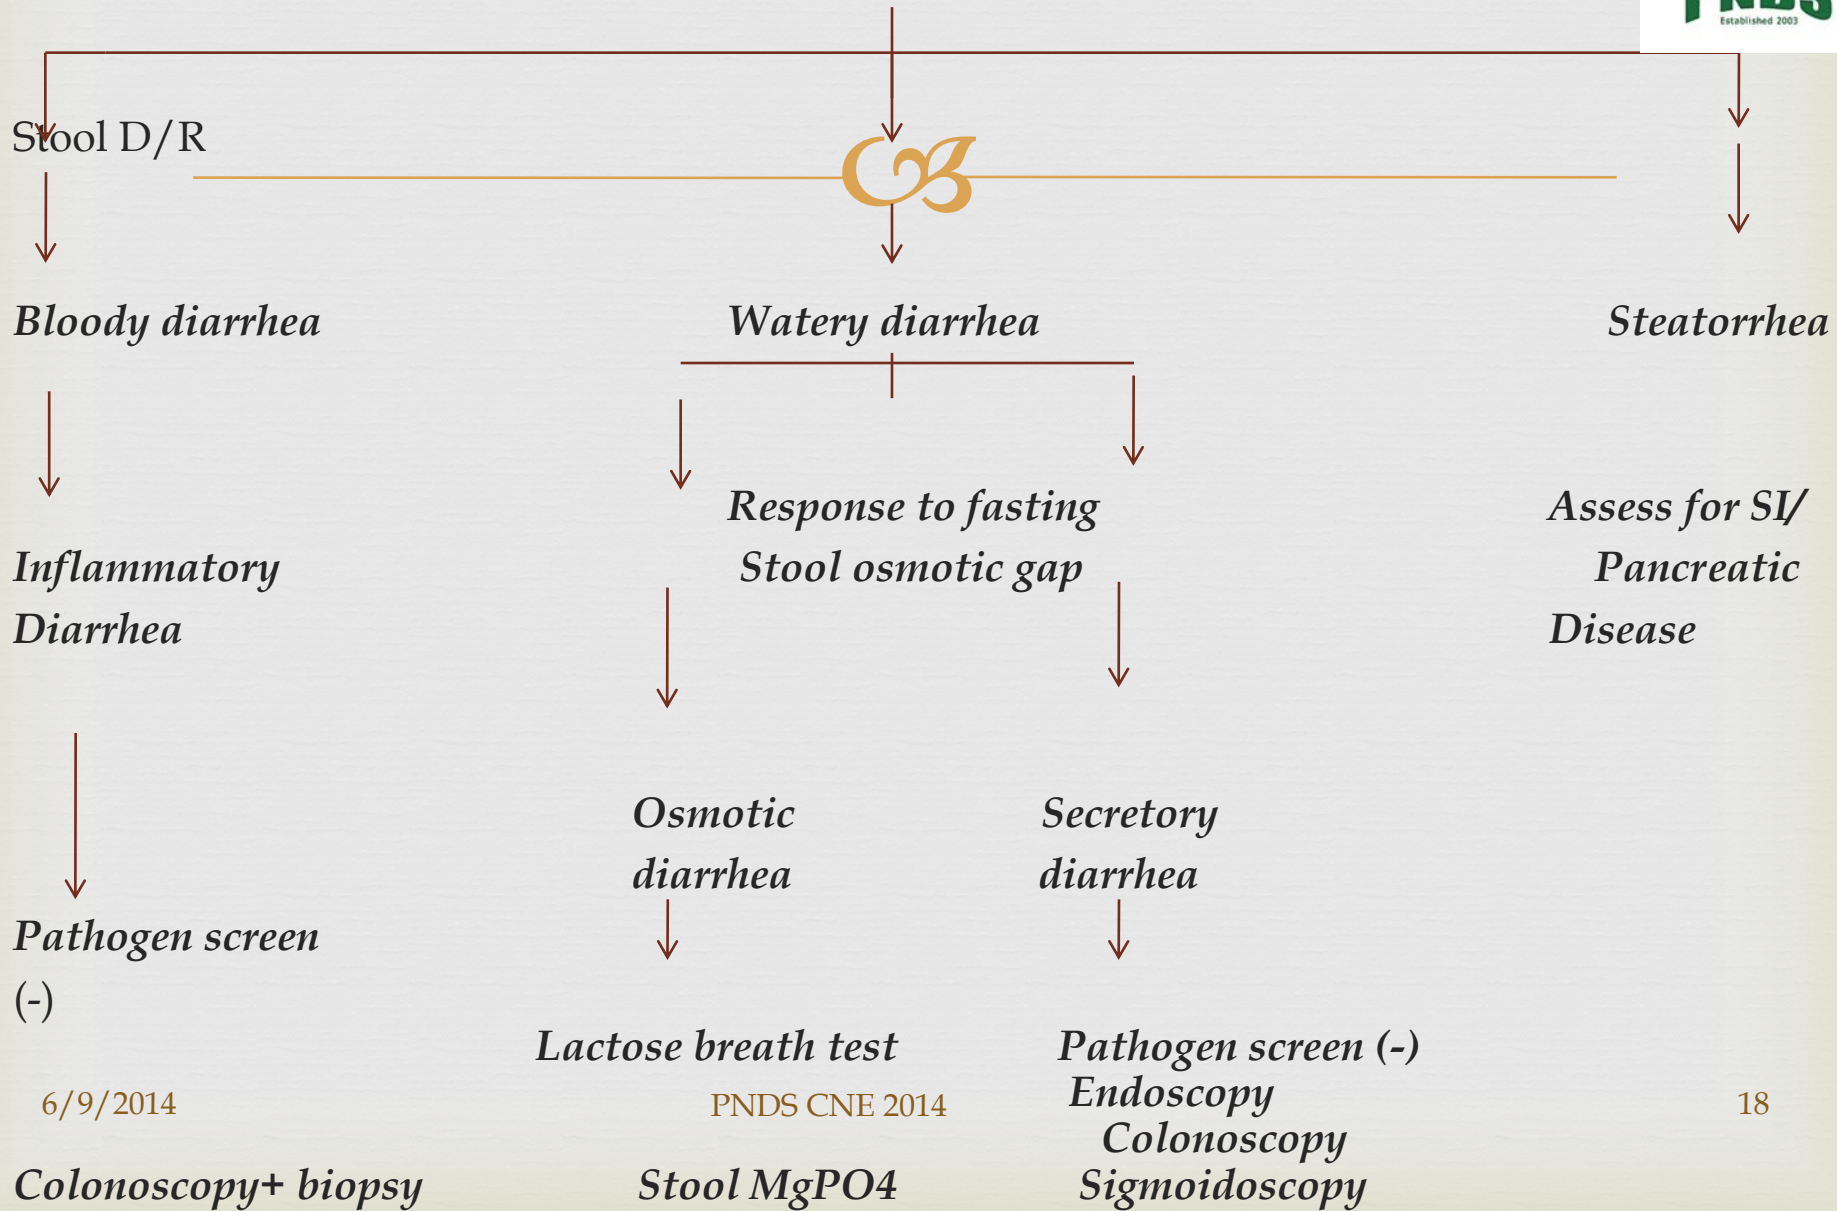 PNDS
Established 2003
Stool D/R
Bloody diarrhea
Watery diarrhea
Steatorrhea
Response to fasting
Stool osmotic gap
Assess for SI/
Pancreatic
Disease
Inflammatory
Diarrhea
Osmotic
diarrhea
Secretory
diarrhea
Pathogen screen
(-)
Lactose breath test
Pathogen screen (-)
Endoscopy
Colonoscopy
Sigmoidoscopy
Colonoscopy+ biopsy
Stool MgPO4
6/9/2014
PNDS CNE 2014
18